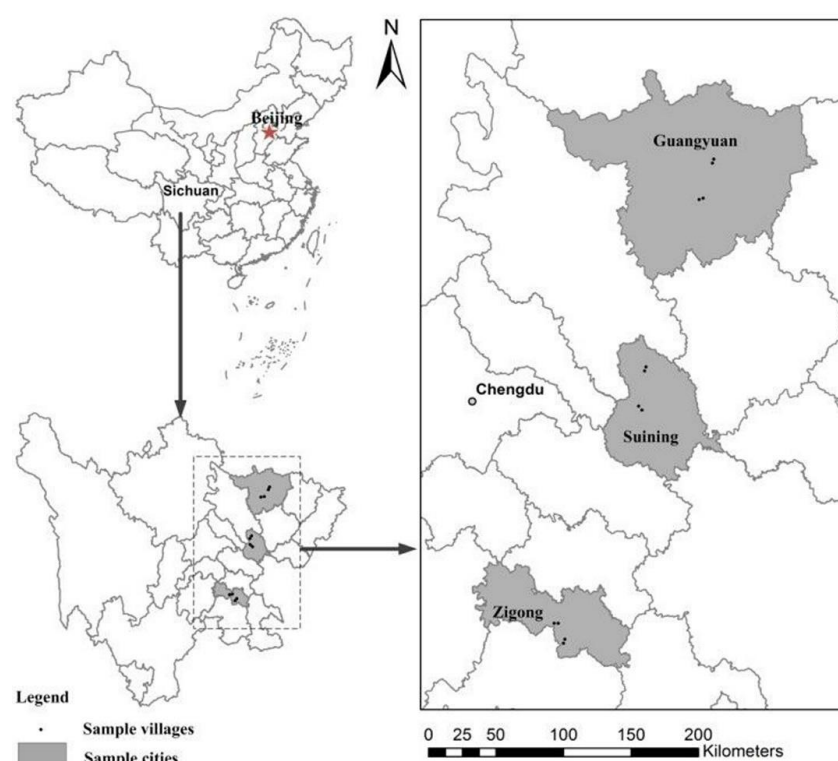 N
Beijing
Sichuan
Guangyuan
Chengdu
Suining
Zigong
Legend
Sample villages
Sample cities
0 25 50 100 150 200
Kilometers